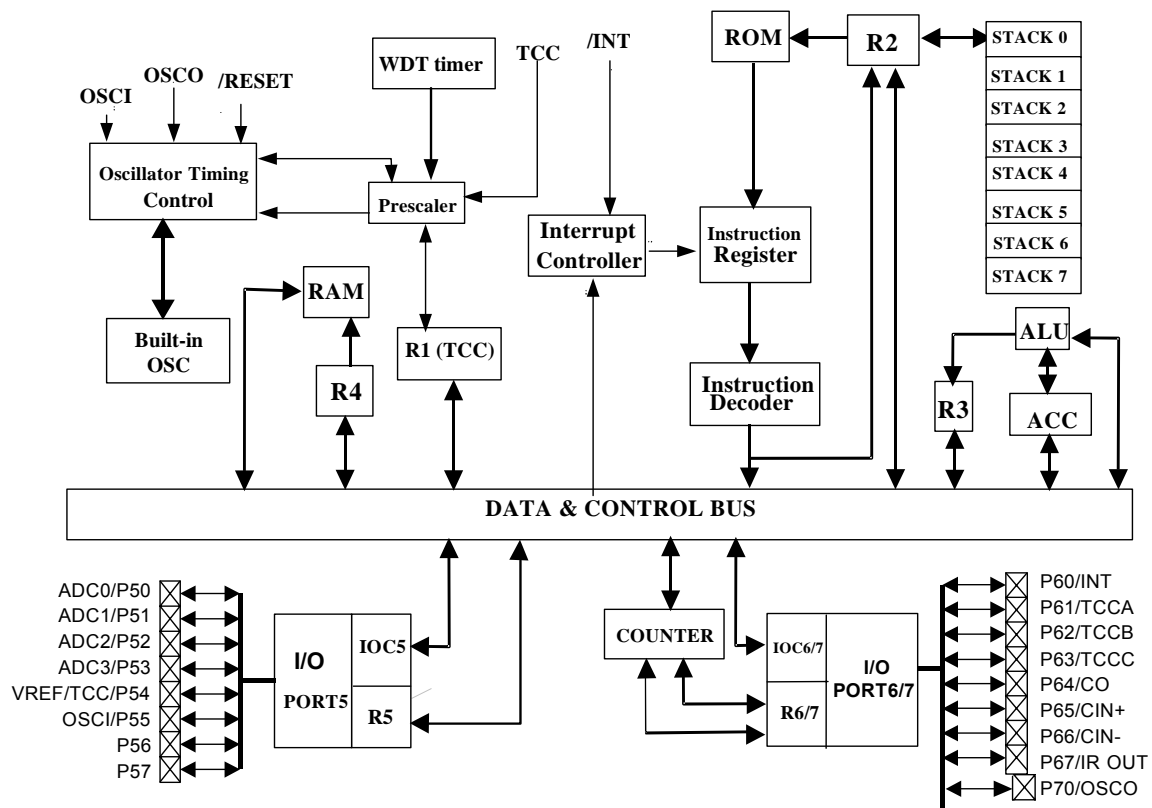 /INT
ROM
R2
STACK 0
STACK 1
STACK 2
STACK 3
STACK 4
STACK 5
STACK 6
STACK 7
WDT timer
TCC
OSCO
/RESET
OSCI
Oscillator Timing
Control
Prescaler
Interrupt
Controller
Instruction
Register
RAM
Built-in
OSC
R1 (TCC)
R4
Instruction
Decoder
ALU
R3
ACC
DATA & CONTROL BUS
ADC0/P50
ADC1/P51
ADC2/P52
ADC3/P53
VREF/TCC/P54
OSCI/P55
P56
P57
I/O
PORT5
IOC5
R5
COUNTER
IOC6/7
R6/7
I/O
PORT6/7
P60/INT
P61/TCCA
P62/TCCB
P63/TCCC
P64/CO
P65/CIN+
P66/CIN-
P67/IR OUT
P70/OSCO